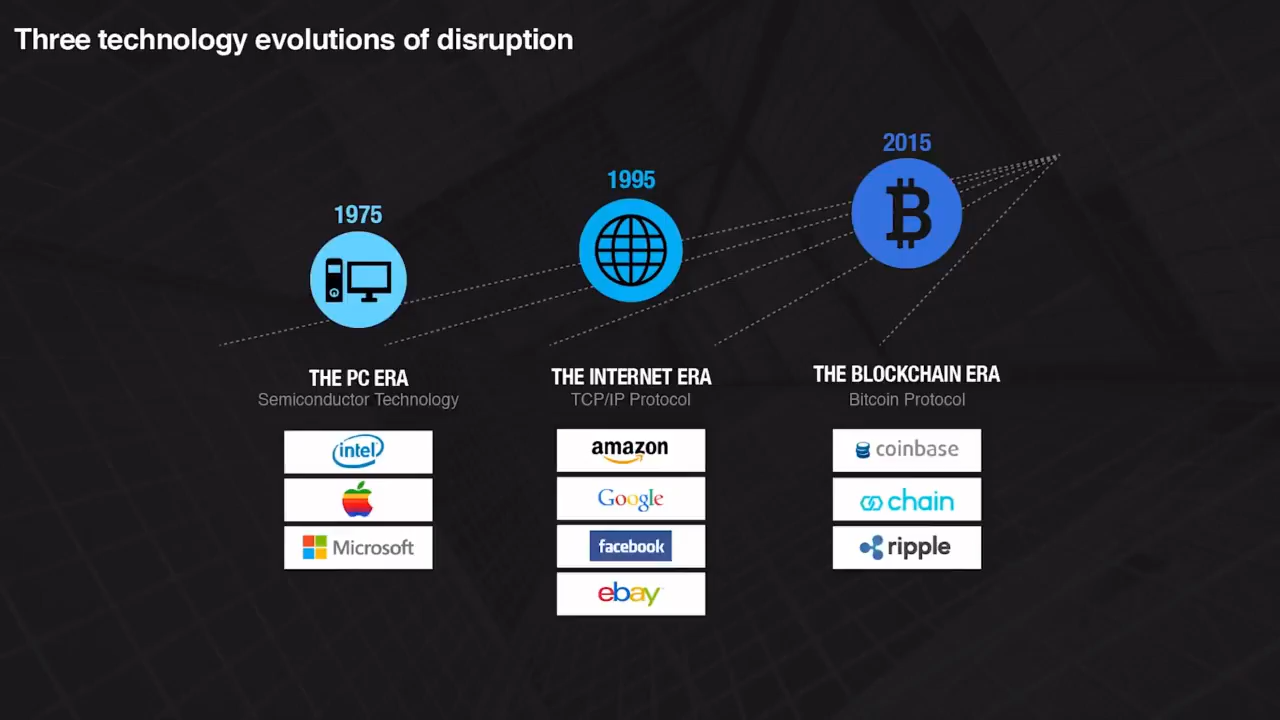 Three technology evolutions of disruption
1975
1995
2015
THE PC ERA
Semiconductor Technology
intel
Microsoft
THE INTERNET ERA
TCP/IP Protocol
amazon
Google
facebook
ebay
THE BLOCKCHAIN ERA
Bitcoin Protocol
coinbase
chain
ripple